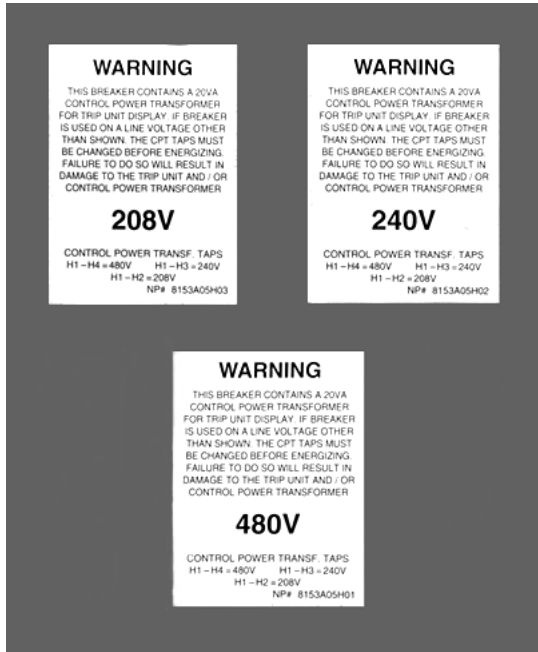 WARNING
THIS BREAKER CONTAINS A 20VA
CONTROL POWER TRANSFORMER
FOR TRIP UNIT DISPLAY. IF BREAKER
IS USED ON A LINE VOLTAGE OTHER
THAN SHOWN. THE CPT TAPS MUST
BE CHANGED BEFORE ENERGIZING.
FAILURE TO DO SO WILL RESULT IN
DAMAGE TO THE TRIP UNIT AND / OR
CONTROL POWER TRANSFORMER
208V
CONTROL POWER TRANSF. TAPS
H1-H4=480V H1-H3=240V
H1-H2=208V
NP# 8153A05H03
WARNING
THIS BREAKER CONTAINS A 20VA
CONTROL POWER TRANSFORMER
FOR TRIP UNIT DISPLAY. IF BREAKER
IS USED ON A LINE VOLTAGE OTHER
THAN SHOWN. THE CPT TAPS MUST
BE CHANGED BEFORE ENERGIZING.
FAILURE TO DO SO WILL RESULT IN
DAMAGE TO THE TRIP UNIT AND / OR
CONTROL POWER TRANSFORMER
240V
CONTROL POWER TRANSF. TAPS
H1-H4=480V H1-H3=240V
H1-H2=208V
NP# 8153A05H02
WARNING
THIS BREAKER CONTAINS A 20VA
CONTROL POWER TRANSFORMER
FOR TRIP UNIT DISPLAY. IF BREAKER
IS USED ON A LINE VOLTAGE OTHER
THAN SHOWN. THE CPT TAPS MUST
BE CHANGED BEFORE ENERGIZING.
FAILURE TO DO SO WILL RESULT IN
DAMAGE TO THE TRIP UNIT AND / OR
CONTROL POWER TRANSFORMER
480V
CONTROL POWER TRANSF. TAPS
H1-H4=480V H1-H3=240V
H1-H2=208V
NP# 8153A05H01